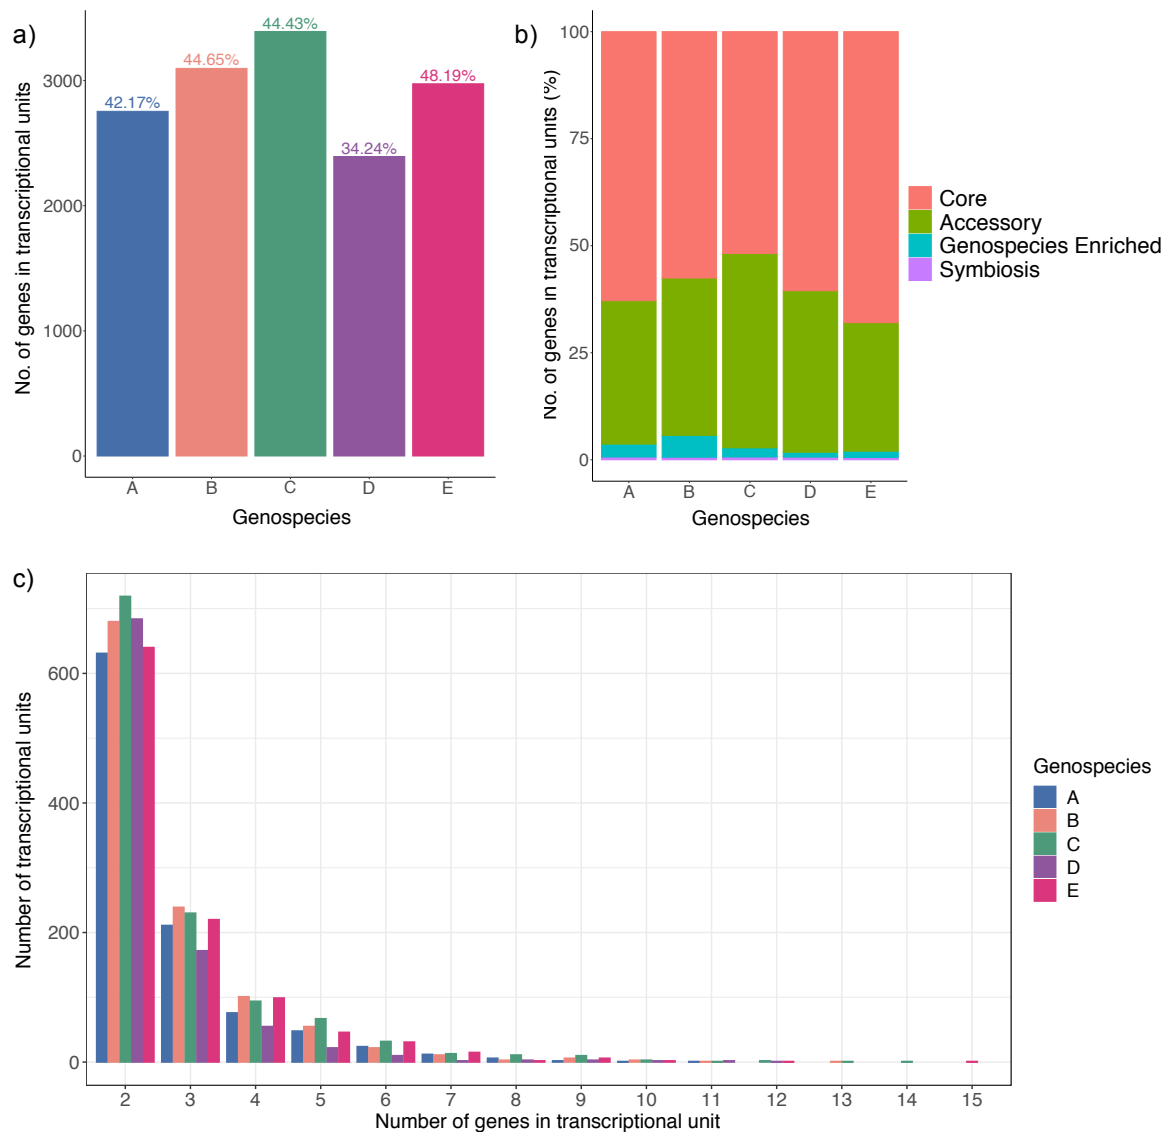 a)
No. of genes in transcriptional units
3000
2000
1000
0
42.17%
44.65%
44.43%
34.24%
48.19%
A B C D E
Genospecies
b)
No. of genes in transcriptional units (%)
100
75
50
25
0
A B C D E
Genospecies
Core
Accessory
Genospecies Enriched
Symbiosis
c)
Number of transcriptional units
600
400
200
0
2 3 4 5 6 7 8 9 10 11 12 13 14 15
Number of genes in transcriptional unit
Genospecies
A
B
C
D
E